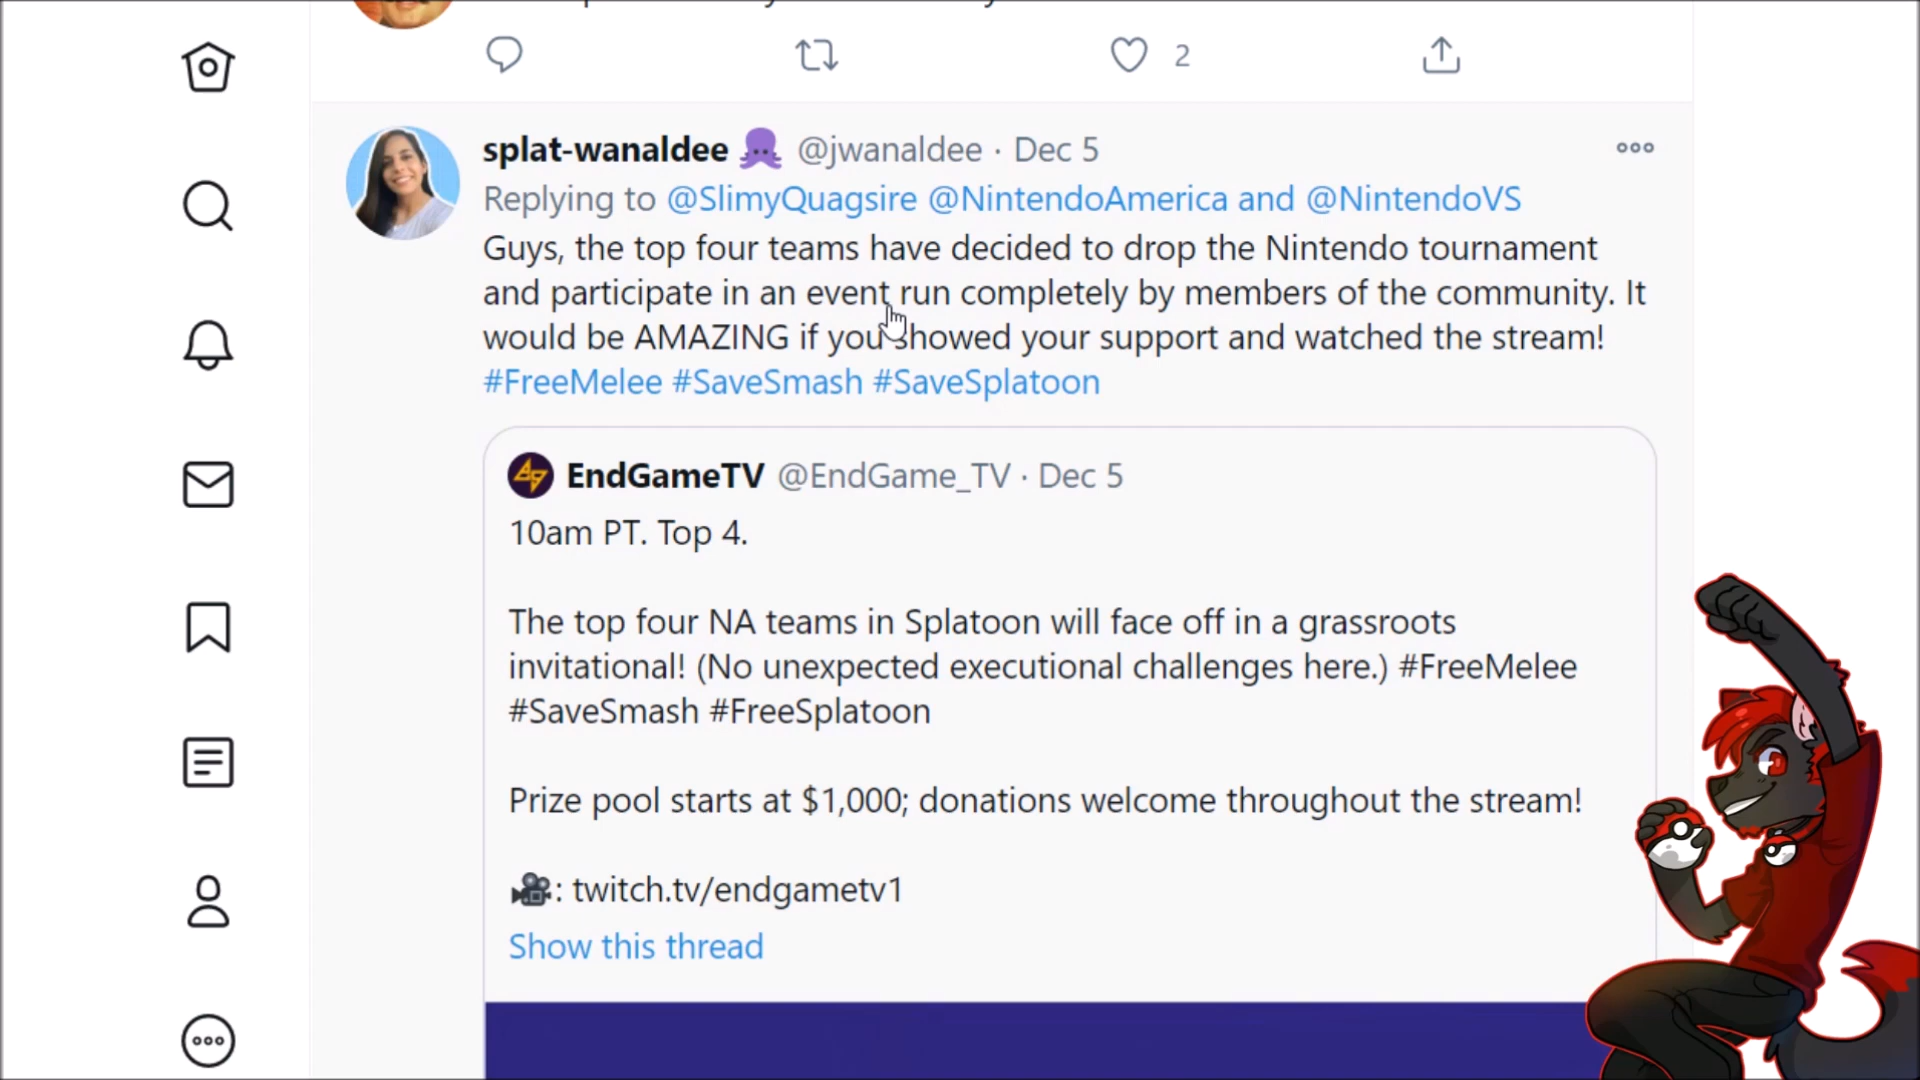 2
splat-wanaldee @jwanaldee · Dec 5
Replying to @SlimyQuagsire @NintendoAmerica and @NintendoVS
Guys, the top four teams have decided to drop the Nintendo tournament
and participate in an event run completely by members of the community. It
would be AMAZING if you showed your support and watched the stream!
#FreeMelee #SaveSmash #SaveSplatoon
EndGameTV @EndGame_TV · Dec 5
10am PT. Top 4.
The top four NA teams in Splatoon will face off in a grassroots
invitational! (No unexpected executional challenges here.) #FreeMelee
#SaveSmash #FreeSplatoon
Prize pool starts at $1,000; donations welcome throughout the stream!
🎥: twitch.tv/endgametv1
Show this thread